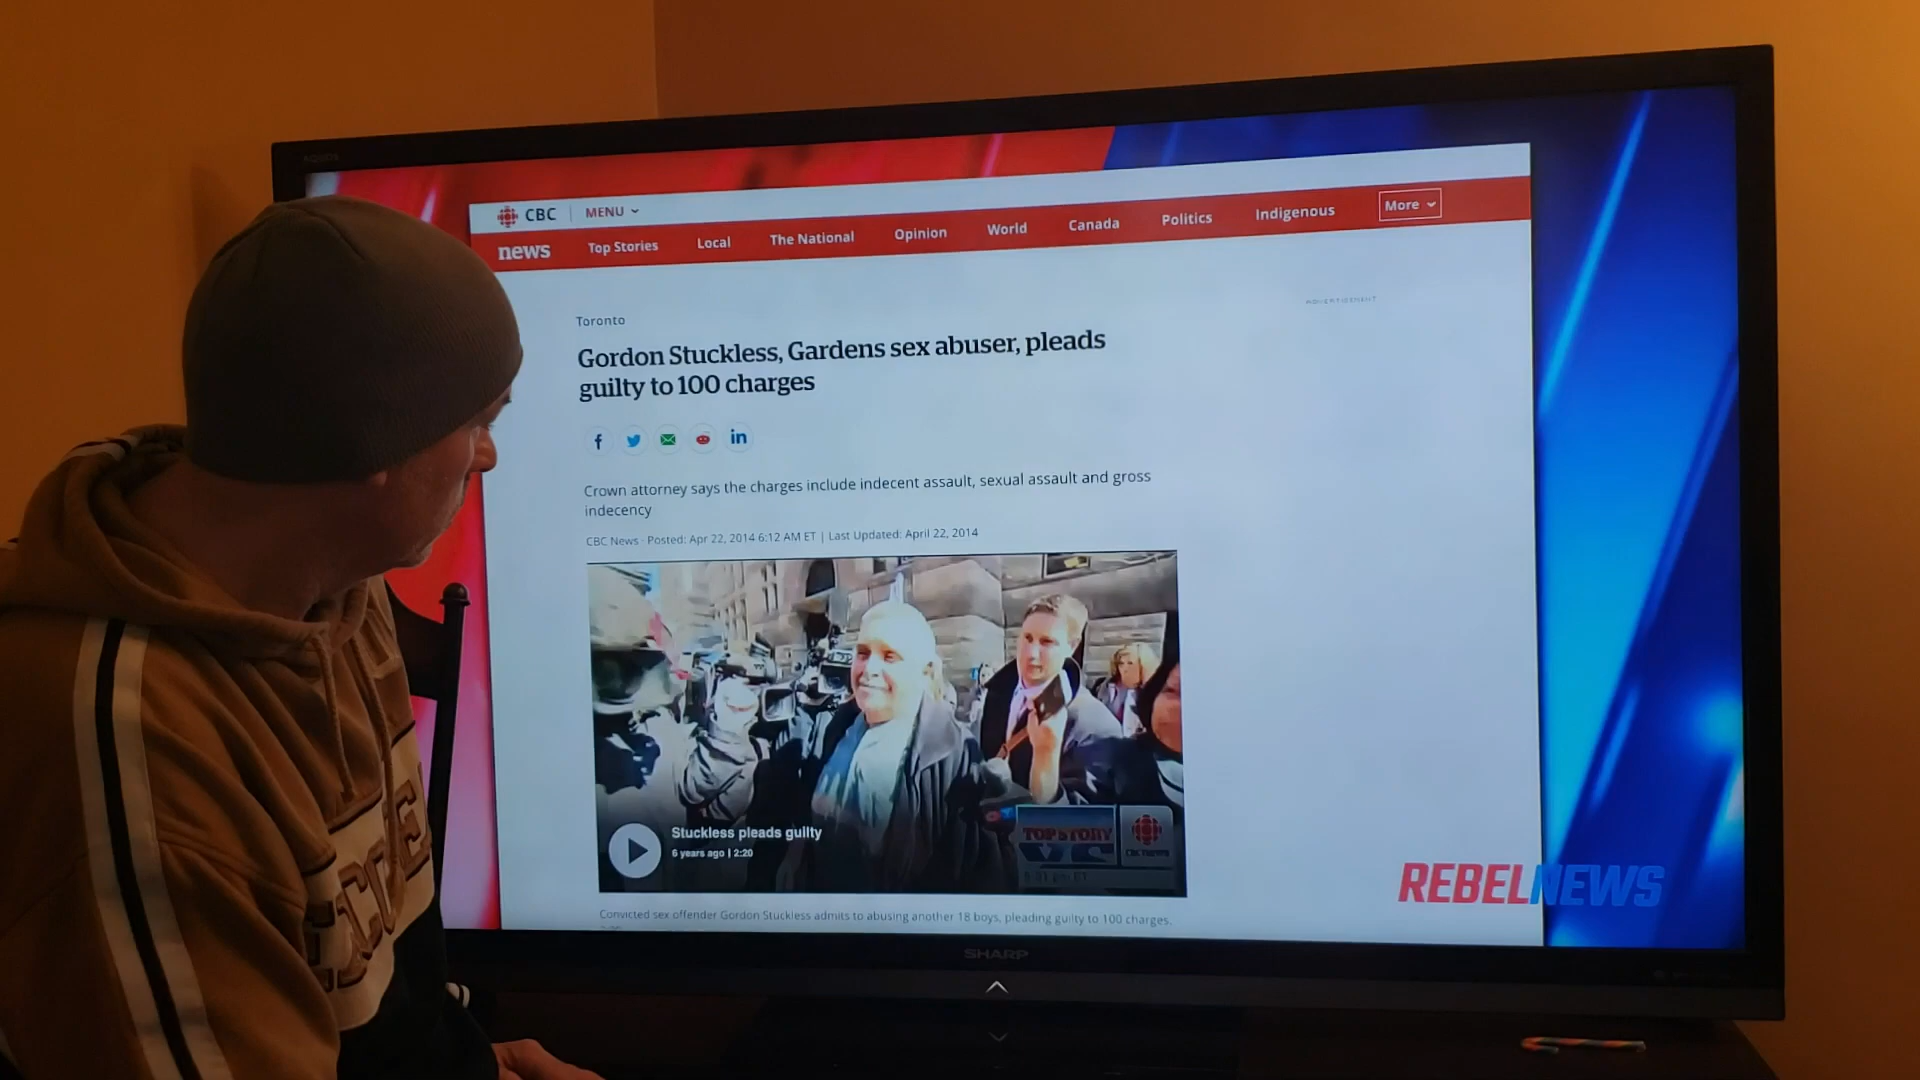 CBC MENU
news Top Stories Local The National Opinion World Canada Politics Indigenous More
ADVERTISEMENT
Toronto
Gordon Stuckless, Gardens sex abuser, pleads
guilty to 100 charges
f in
Crown attorney says the charges include indecent assault, sexual assault and gross
indecency
CBC News · Posted: Apr 22, 2014 6:12 AM ET | Last Updated: April 22, 2014
TOP STORY
CBC NEWS
Stuckless pleads guilty
6 years ago | 2:20
REBELNEWS
Convicted sex offender Gordon Stuckless admits to abusing another 18 boys, pleading guilty to 100 charges.
SHARP